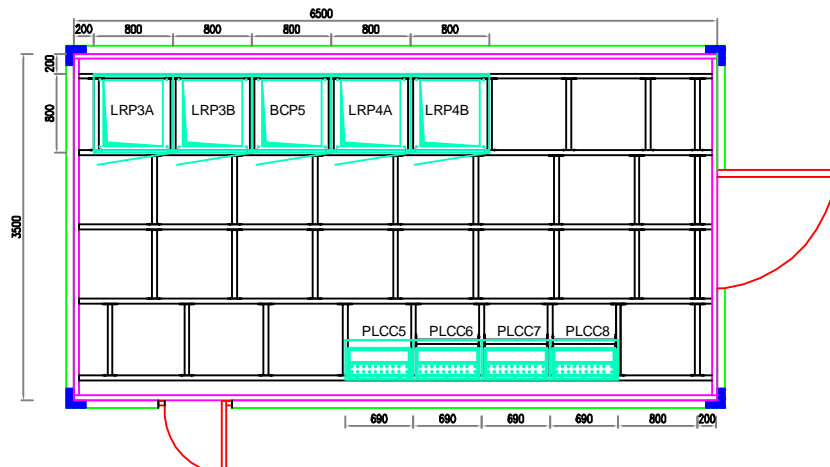 6500
200 800 800 800 800 800
200
800
3500
LRP3A LRP3B BCP5 LRP4A LRP4B
PLCC5 PLCC6 PLCC7 PLCC8
690 690 690 690 800 200